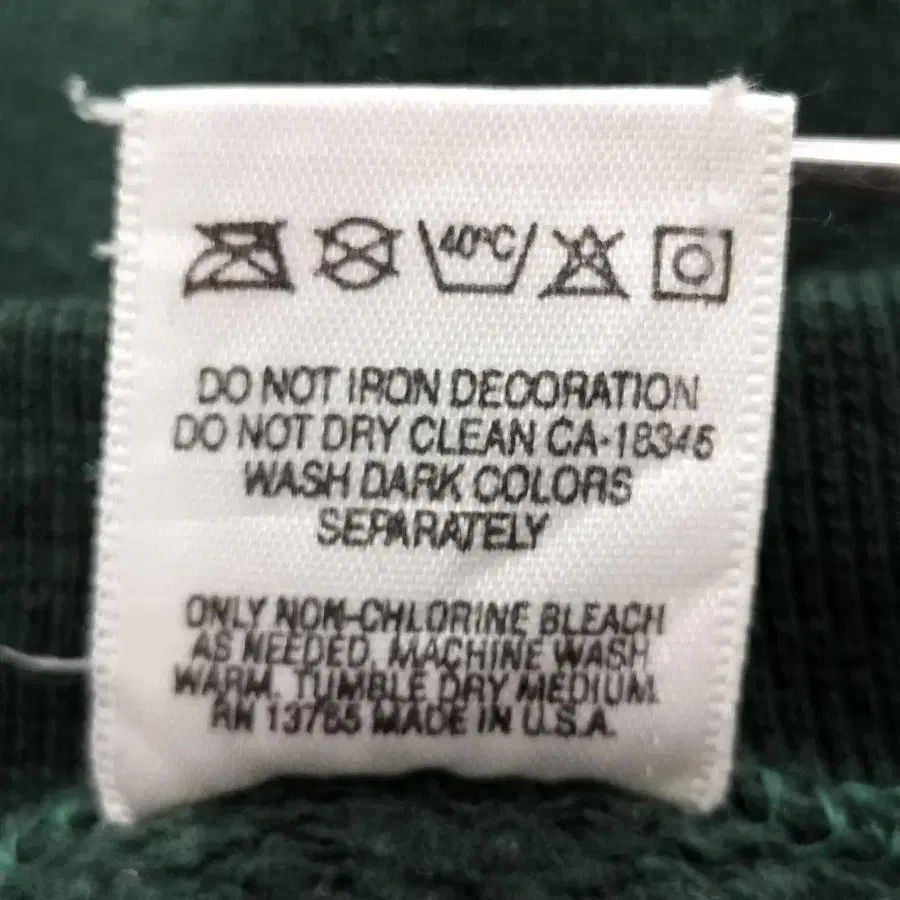 40°C
DO NOT IRON DECORATION
DO NOT DRY CLEAN CA-18345
WASH DARK COLORS
SEPARATELY
ONLY NON-CHLORINE BLEACH
AS NEEDED. MACHINE WASH
WARM. TUMBLE DRY MEDIUM.
RN 13765 MADE IN U.S.A.